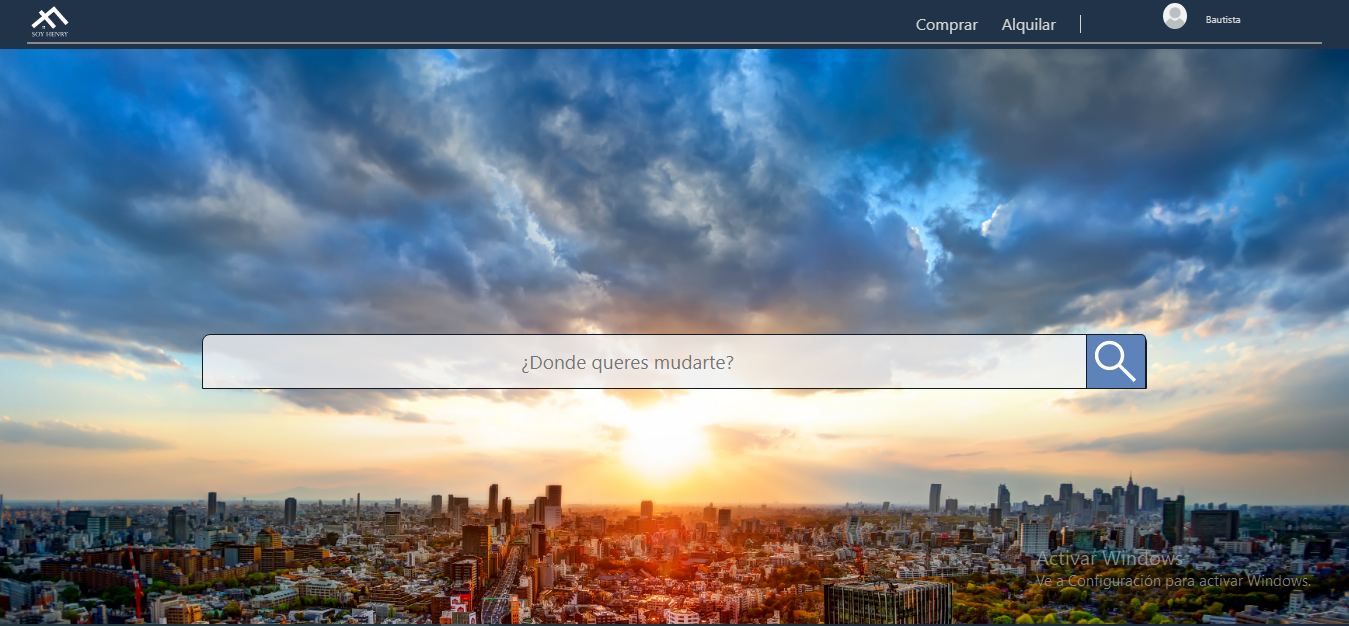 SOY HENRY
Comprar
Alquilar
Bautista
¿Donde queres mudarte?
Activar Windows
Ve a Configuración para activar Windows.